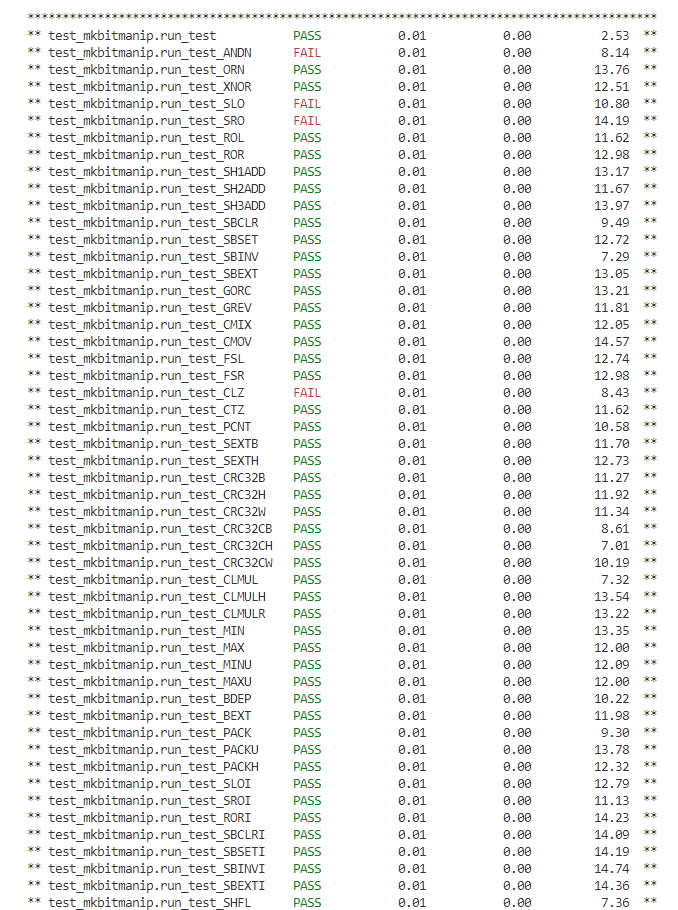 ******************************************************************************************
** test_mkbitmanip.run_test PASS 0.01 0.00 2.53 **
** test_mkbitmanip.run_test_ANDN FAIL 0.01 0.00 8.14 **
** test_mkbitmanip.run_test_ORN PASS 0.01 0.00 13.76 **
** test_mkbitmanip.run_test_XNOR PASS 0.01 0.00 12.51 **
** test_mkbitmanip.run_test_SLO FAIL 0.01 0.00 10.80 **
** test_mkbitmanip.run_test_SRO FAIL 0.01 0.00 14.19 **
** test_mkbitmanip.run_test_ROL PASS 0.01 0.00 11.62 **
** test_mkbitmanip.run_test_ROR PASS 0.01 0.00 12.98 **
** test_mkbitmanip.run_test_SH1ADD PASS 0.01 0.00 13.17 **
** test_mkbitmanip.run_test_SH2ADD PASS 0.01 0.00 11.67 **
** test_mkbitmanip.run_test_SH3ADD PASS 0.01 0.00 13.97 **
** test_mkbitmanip.run_test_SBCLR PASS 0.01 0.00 9.49 **
** test_mkbitmanip.run_test_SBSET PASS 0.01 0.00 12.72 **
** test_mkbitmanip.run_test_SBINV PASS 0.01 0.00 7.29 **
** test_mkbitmanip.run_test_SBEXT PASS 0.01 0.00 13.05 **
** test_mkbitmanip.run_test_GORC PASS 0.01 0.00 13.21 **
** test_mkbitmanip.run_test_GREV PASS 0.01 0.00 11.81 **
** test_mkbitmanip.run_test_CMIX PASS 0.01 0.00 12.05 **
** test_mkbitmanip.run_test_CMOV PASS 0.01 0.00 14.57 **
** test_mkbitmanip.run_test_FSL PASS 0.01 0.00 12.74 **
** test_mkbitmanip.run_test_FSR PASS 0.01 0.00 12.98 **
** test_mkbitmanip.run_test_CLZ FAIL 0.01 0.00 8.43 **
** test_mkbitmanip.run_test_CTZ PASS 0.01 0.00 11.62 **
** test_mkbitmanip.run_test_PCNT PASS 0.01 0.00 10.58 **
** test_mkbitmanip.run_test_SEXTB PASS 0.01 0.00 11.70 **
** test_mkbitmanip.run_test_SEXTH PASS 0.01 0.00 12.73 **
** test_mkbitmanip.run_test_CRC32B PASS 0.01 0.00 11.27 **
** test_mkbitmanip.run_test_CRC32H PASS 0.01 0.00 11.92 **
** test_mkbitmanip.run_test_CRC32W PASS 0.01 0.00 11.34 **
** test_mkbitmanip.run_test_CRC32CB PASS 0.01 0.00 8.61 **
** test_mkbitmanip.run_test_CRC32CH PASS 0.01 0.00 7.01 **
** test_mkbitmanip.run_test_CRC32CW PASS 0.01 0.00 10.19 **
** test_mkbitmanip.run_test_CLMUL PASS 0.01 0.00 7.32 **
** test_mkbitmanip.run_test_CLMULH PASS 0.01 0.00 13.54 **
** test_mkbitmanip.run_test_CLMULR PASS 0.01 0.00 13.22 **
** test_mkbitmanip.run_test_MIN PASS 0.01 0.00 13.35 **
** test_mkbitmanip.run_test_MAX PASS 0.01 0.00 12.00 **
** test_mkbitmanip.run_test_MINU PASS 0.01 0.00 12.09 **
** test_mkbitmanip.run_test_MAXU PASS 0.01 0.00 12.00 **
** test_mkbitmanip.run_test_BDEP PASS 0.01 0.00 10.22 **
** test_mkbitmanip.run_test_BEXT PASS 0.01 0.00 11.98 **
** test_mkbitmanip.run_test_PACK PASS 0.01 0.00 9.30 **
** test_mkbitmanip.run_test_PACKU PASS 0.01 0.00 13.78 **
** test_mkbitmanip.run_test_PACKH PASS 0.01 0.00 12.32 **
** test_mkbitmanip.run_test_SLOI PASS 0.01 0.00 12.79 **
** test_mkbitmanip.run_test_SROI PASS 0.01 0.00 11.13 **
** test_mkbitmanip.run_test_RORI PASS 0.01 0.00 14.23 **
** test_mkbitmanip.run_test_SBCLRI PASS 0.01 0.00 14.09 **
** test_mkbitmanip.run_test_SBSETI PASS 0.01 0.00 14.19 **
** test_mkbitmanip.run_test_SBINVI PASS 0.01 0.00 14.74 **
** test_mkbitmanip.run_test_SBEXTI PASS 0.01 0.00 14.36 **
** test_mkbitmanip.run_test_SHFL PASS 0.01 0.00 7.36 **